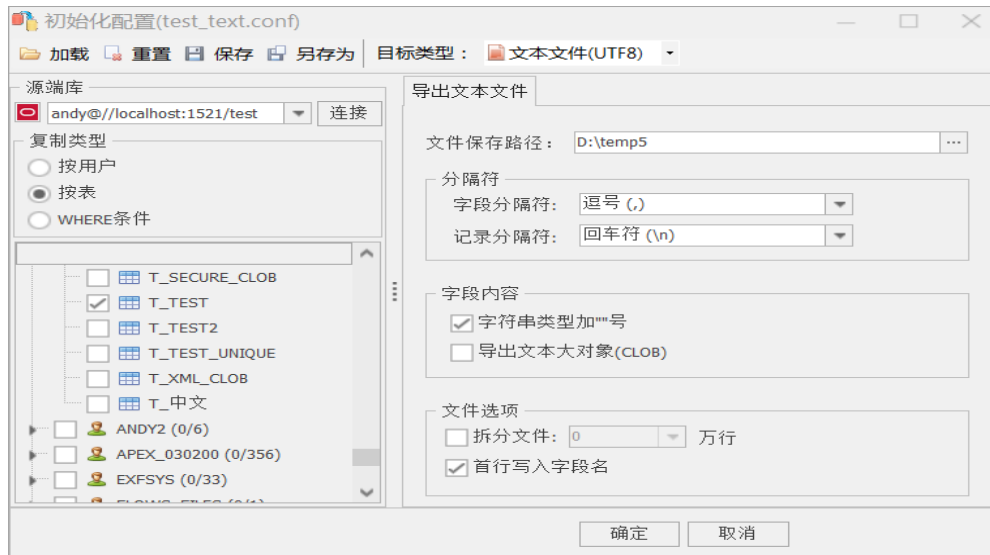 初始化配置(test_text.conf)
加载 重置 保存 另存为 目标类型： 文本文件(UTF8)
源端库
andy@//localhost:1521/test 连接
复制类型
按用户
按表
WHERE条件
T_SECURE_CLOB
T_TEST
T_TEST2
T_TEST_UNIQUE
T_XML_CLOB
T_中文
ANDY2 (0/6)
APEX_030200 (0/356)
EXFSYS (0/33)
导出文本文件
文件保存路径： D:\temp5 ...
分隔符
字段分隔符: 逗号 (,)
记录分隔符: 回车符 (\n)
字段内容
字符串类型加""号
导出文本大对象(CLOB)
文件选项
拆分文件: 0 万行
首行写入字段名
确定 取消